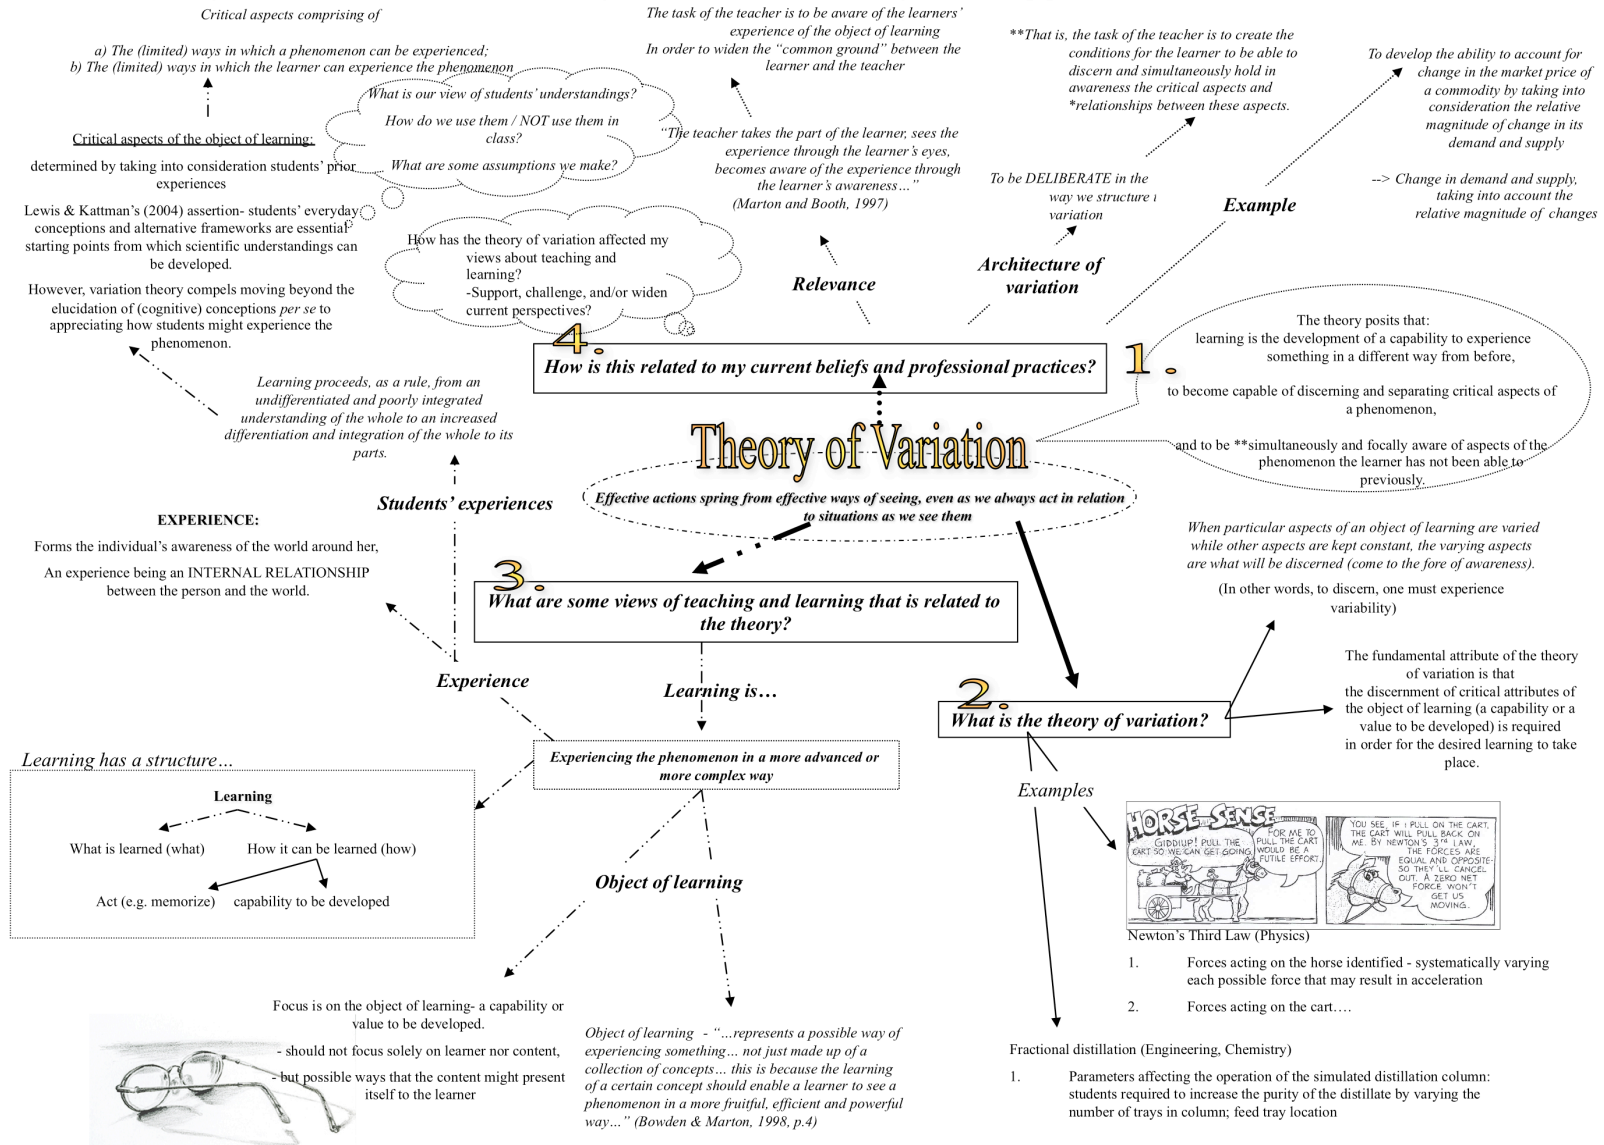 Critical aspects comprising of
a) The (limited) ways in which a phenomenon can be experienced;
b) The (limited) ways in which the learner can experience the phenomenon
What is our view of students' understandings?
How do we use them / NOT use them in
class?
What are some assumptions we make?
Critical aspects of the object of learning:
determined by taking into consideration students' prior
experiences
Lewis & Kattman's (2004) assertion- students' everyday
conceptions and alternative frameworks are essential
starting points from which scientific understandings can
be developed.
However, variation theory compels moving beyond the
elucidation of (cognitive) conceptions per se to
appreciating how students might experience the
phenomenon.
How has the theory of variation affected my
views about teaching and
learning?
-Support, challenge, and/or widen
current perspectives?
The task of the teacher is to be aware of the learners'
experience of the object of learning
In order to widen the "common ground" between the
learner and the teacher
"The teacher takes the part of the learner, sees the
experience through the learner's eyes,
becomes aware of the experience through
the learner's awareness…"
(Marton and Booth, 1997)
Relevance
**That is, the task of the teacher is to create the
conditions for the learner to be able to
discern and simultaneously hold in
awareness the critical aspects and
*relationships between these aspects.
To be DELIBERATE in the
way we structure
variation
Architecture of
variation
To develop the ability to account for
change in the market price of
a commodity by taking into
consideration the relative
magnitude of change in its
demand and supply
--> Change in demand and supply,
taking into account the
relative magnitude of changes
Example
4.
How is this related to my current beliefs and professional practices?
1.
The theory posits that:
learning is the development of a capability to experience
something in a different way from before,
to become capable of discerning and separating critical aspects of
a phenomenon,
and to be **simultaneously and focally aware of aspects of the
phenomenon the learner has not been able to
previously.
Theory of Variation
Effective actions spring from effective ways of seeing, even as we always act in relation
to situations as we see them
Learning proceeds, as a rule, from an
undifferentiated and poorly integrated
understanding of the whole to an increased
differentiation and integration of the whole to its
parts.
Students' experiences
EXPERIENCE:
Forms the individual's awareness of the world around her,
An experience being an INTERNAL RELATIONSHIP
between the person and the world.
3.
What are some views of teaching and learning that is related to
the theory?
Experience
Learning is…
Experiencing the phenomenon in a more advanced or
more complex way
Learning has a structure…
Learning
What is learned (what)
How it can be learned (how)
Act (e.g. memorize)
capability to be developed
Object of learning
Focus is on the object of learning- a capability or
value to be developed.
- should not focus solely on learner nor content,
- but possible ways that the content might present
itself to the learner
Object of learning - "…represents a possible way of
experiencing something… not just made up of a
collection of concepts… this is because the learning
of a certain concept should enable a learner to see a
phenomenon in a more fruitful, efficient and powerful
way…" (Bowden & Marton, 1998, p.4)
2.
What is the theory of variation?
When particular aspects of an object of learning are varied
while other aspects are kept constant, the varying aspects
are what will be discerned (come to the fore of awareness).
(In other words, to discern, one must experience
variability)
The fundamental attribute of the theory
of variation is that
the discernment of critical attributes of
the object of learning (a capability or a
value to be developed) is required
in order for the desired learning to take
place.
Examples
HORSE SENSE
GIDDIUP! PULL THE
CART SO WE CAN GET GOING.
FOR ME TO
PULL THE CART
WOULD BE A
FUTILE EFFORT.
YOU SEE, IF I PULL ON THE CART,
THE CART WILL PULL BACK ON
ME. BY NEWTON'S 3RD LAW,
THE FORCES ARE
EQUAL AND OPPOSITE-
SO THEY'LL CANCEL
OUT. A ZERO NET
FORCE WON'T
GET US
MOVING.
Newton's Third Law (Physics)
1. Forces acting on the horse identified - systematically varying
each possible force that may result in acceleration
2. Forces acting on the cart….
Fractional distillation (Engineering, Chemistry)
1. Parameters affecting the operation of the simulated distillation column:
students required to increase the purity of the distillate by varying the
number of trays in column; feed tray location